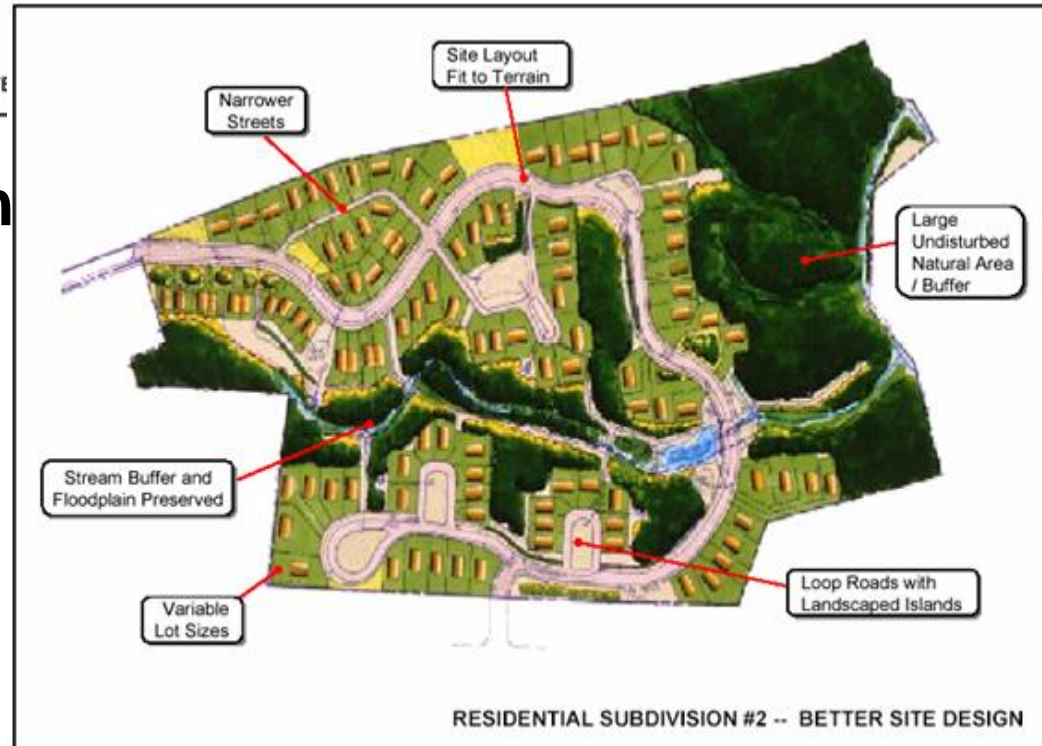 Site Layout
Fit to Terrain
Narrower
Streets
Large
Undisturbed
Natural Area
/ Buffer
Stream Buffer and
Floodplain Preserved
Variable
Lot Sizes
Loop Roads with
Landscaped Islands
RESIDENTIAL SUBDIVISION #2 -- BETTER SITE DESIGN